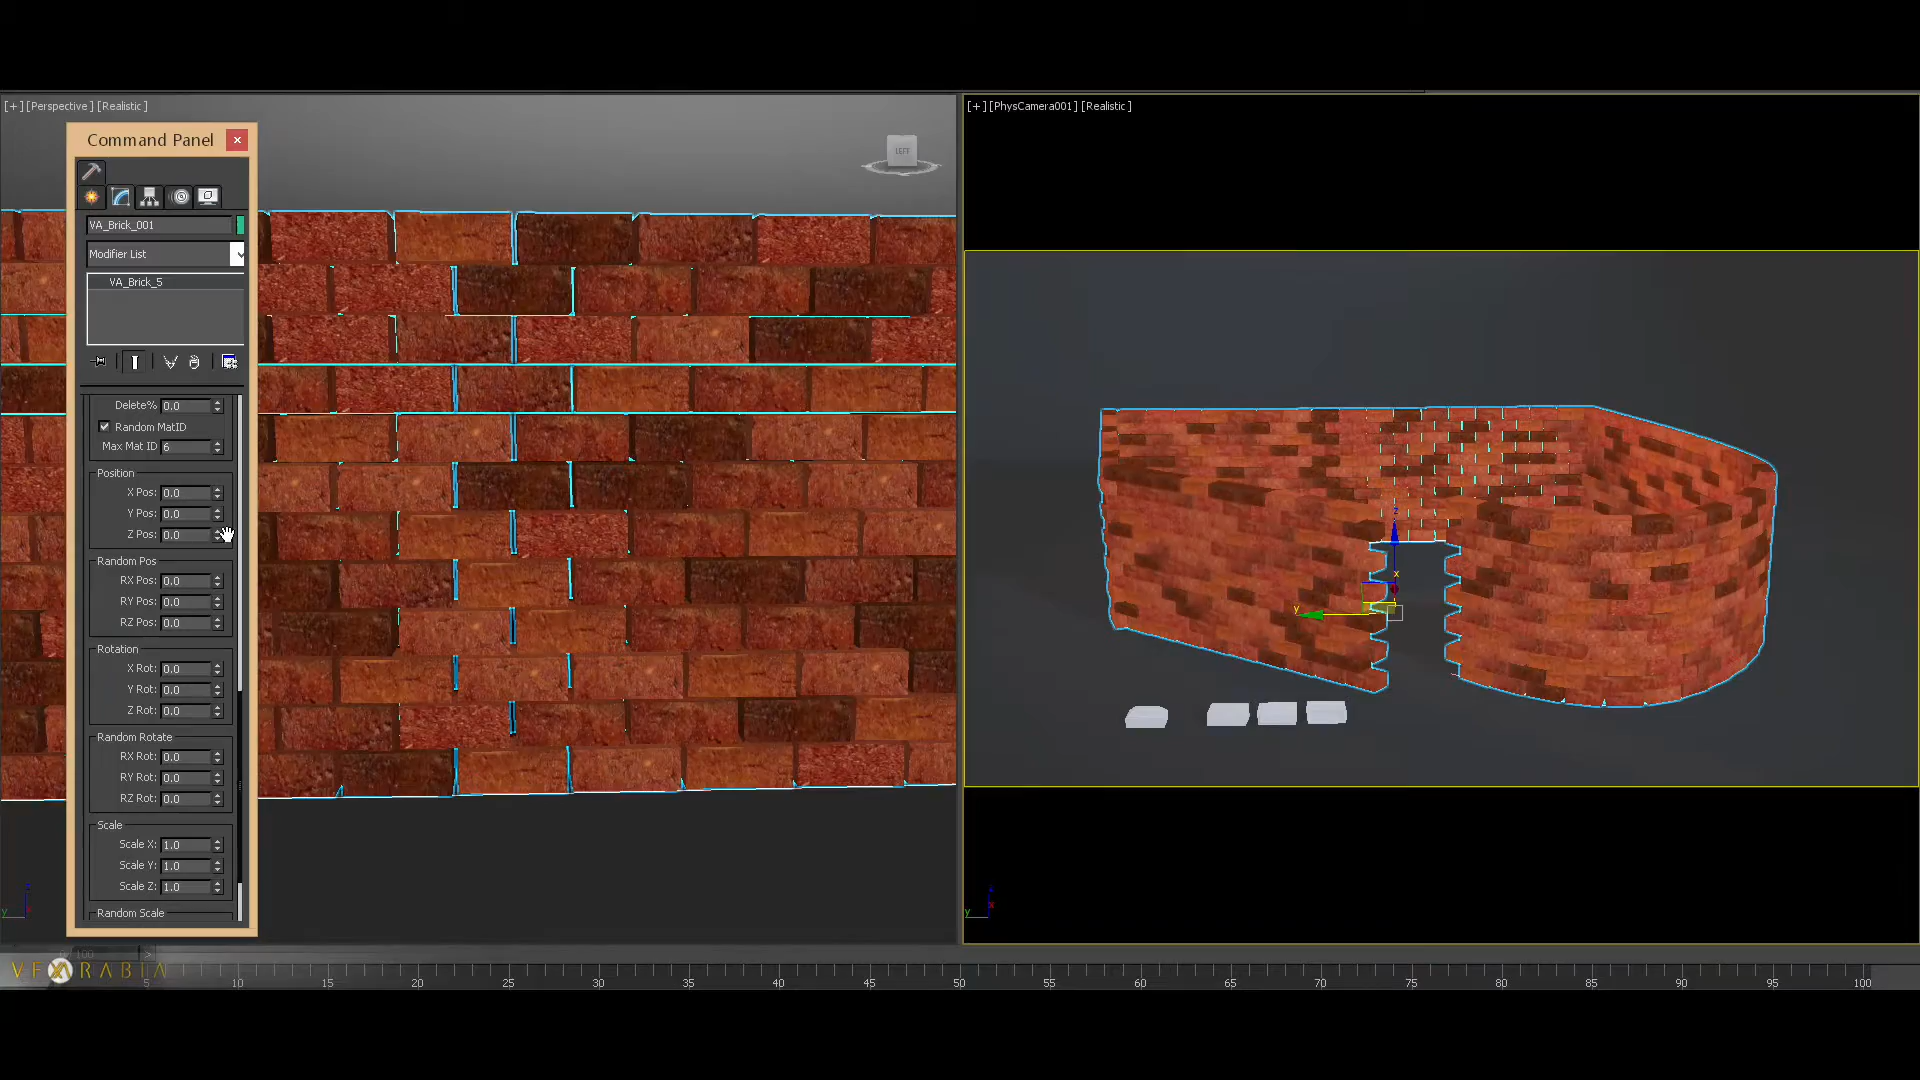 [+] [Perspective ] [Realistic ]
[+] [PhysCamera001 ] [Realistic ]
Command Panel
LEFT
VA_Brick_001
Modifier List
VA_Brick_5
Delete% 0.0
Random MatID
Max Mat ID 6
Position
X Pos: 0.0
Y Pos: 0.0
Z Pos: 0.0
Random Pos
RX Pos: 0.0
RY Pos: 0.0
RZ Pos: 0.0
Rotation
X Rot: 0.0
Y Rot: 0.0
Z Rot: 0.0
Random Rotate
RX Rot: 0.0
RY Rot: 0.0
RZ Rot: 0.0
Scale
Scale X: 1.0
Scale Y: 1.0
Scale Z: 1.0
Random Scale
z
x
y
y
y
VFXARABIA
5 10 15 20 25 30 35 40 45 50 55 60 65 70 75 80 85 90 95 100